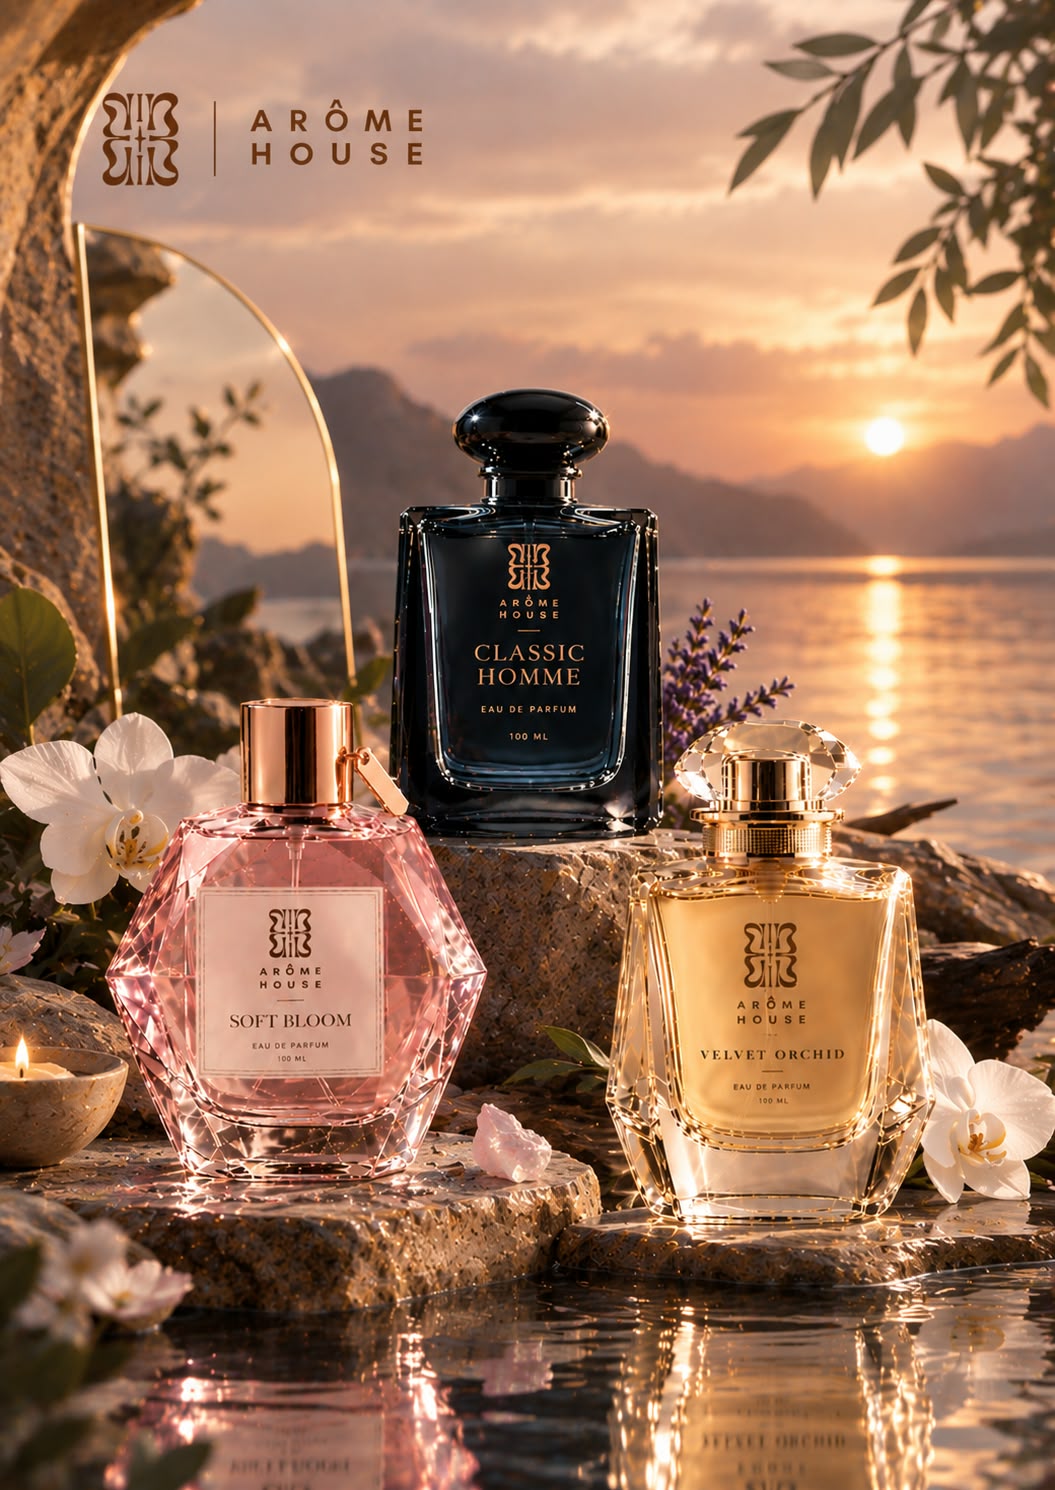 ARÔME
HOUSE
ARÔME
HOUSE
CLASSIC
HOMME
EAU DE PARFUM
100 ML
ARÔME
HOUSE
SOFT BLOOM
EAU DE PARFUM
100 ML
ARÔME
HOUSE
VELVET ORCHID
EAU DE PARFUM
100 ML